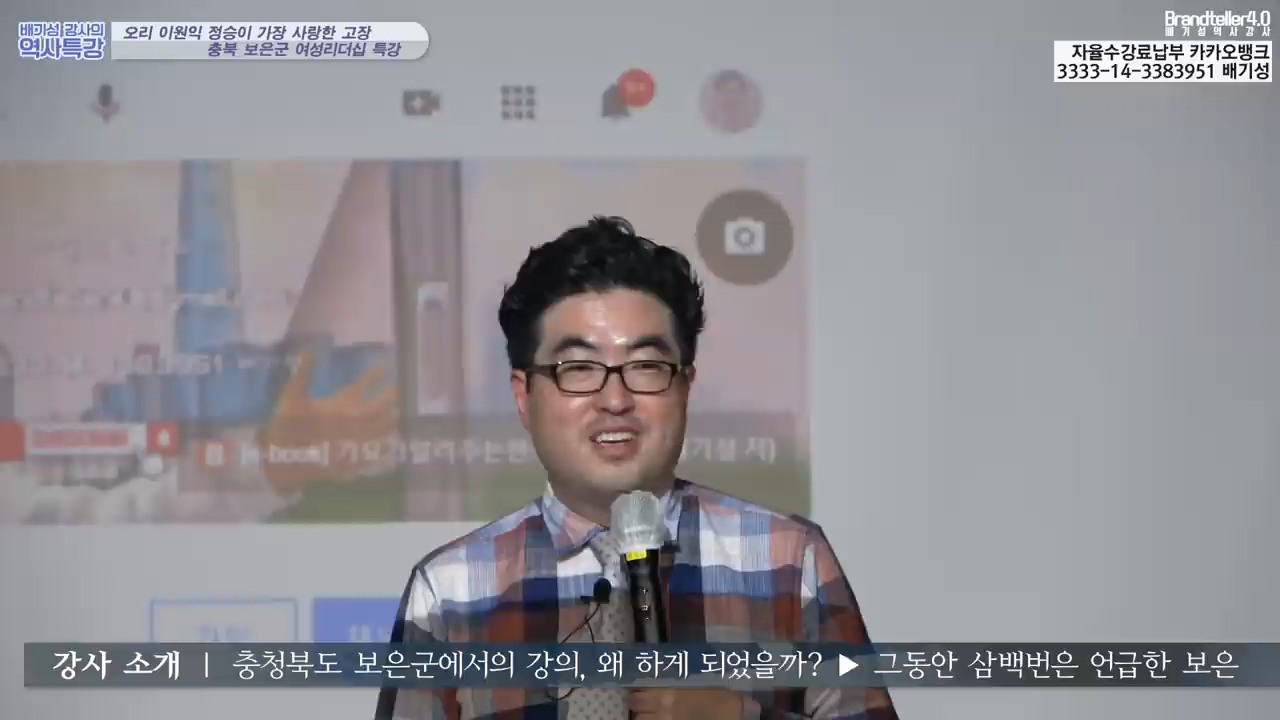 배기성 강사의
역사특강
오리 이원익 정승이 가장 사랑한 고장
충북 보은군 여성리더십 특강
Brandteller4.0
배기성역사강사
자율수강료납부 카카오뱅크
3333-14-3383951 배기성
9+
강사 소개 | 충청북도 보은군에서의 강의, 왜 하게 되었을까? ▶ 그동안 삼백번은 언급한 보은